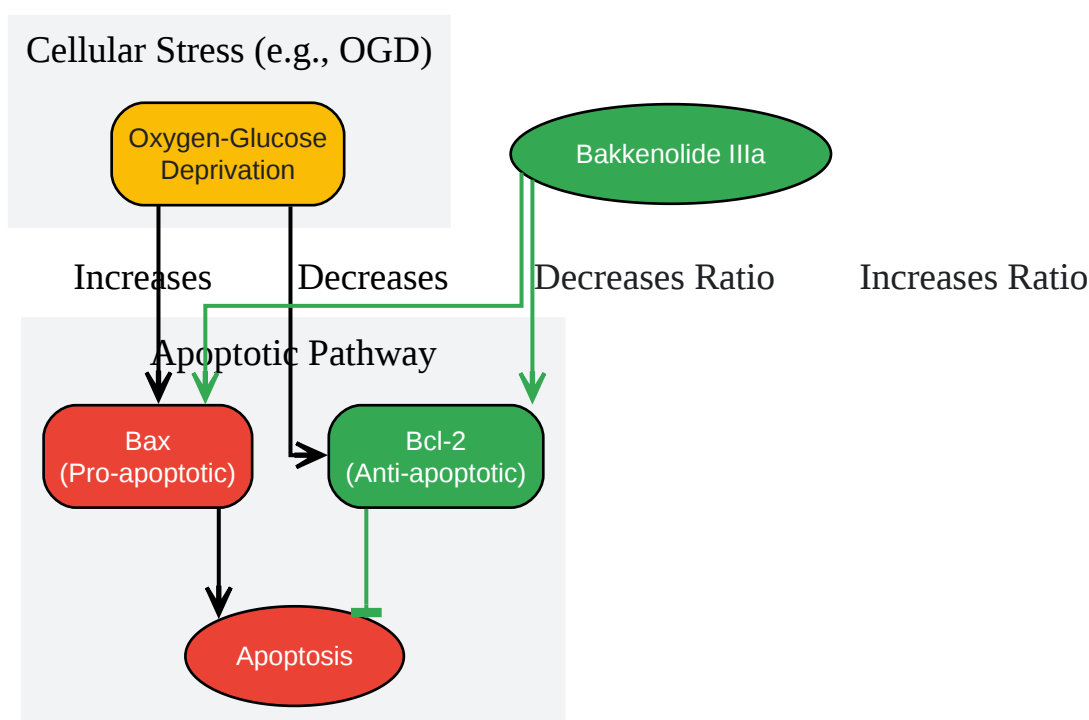 Cellular Stress (e.g., OGD)
Oxygen-Glucose
Deprivation
Bakkenolide IIIa
Increases
Decreases
Decreases Ratio
Increases Ratio
Apoptotic Pathway
Bax
(Pro-apoptotic)
Bcl-2
(Anti-apoptotic)
Apoptosis